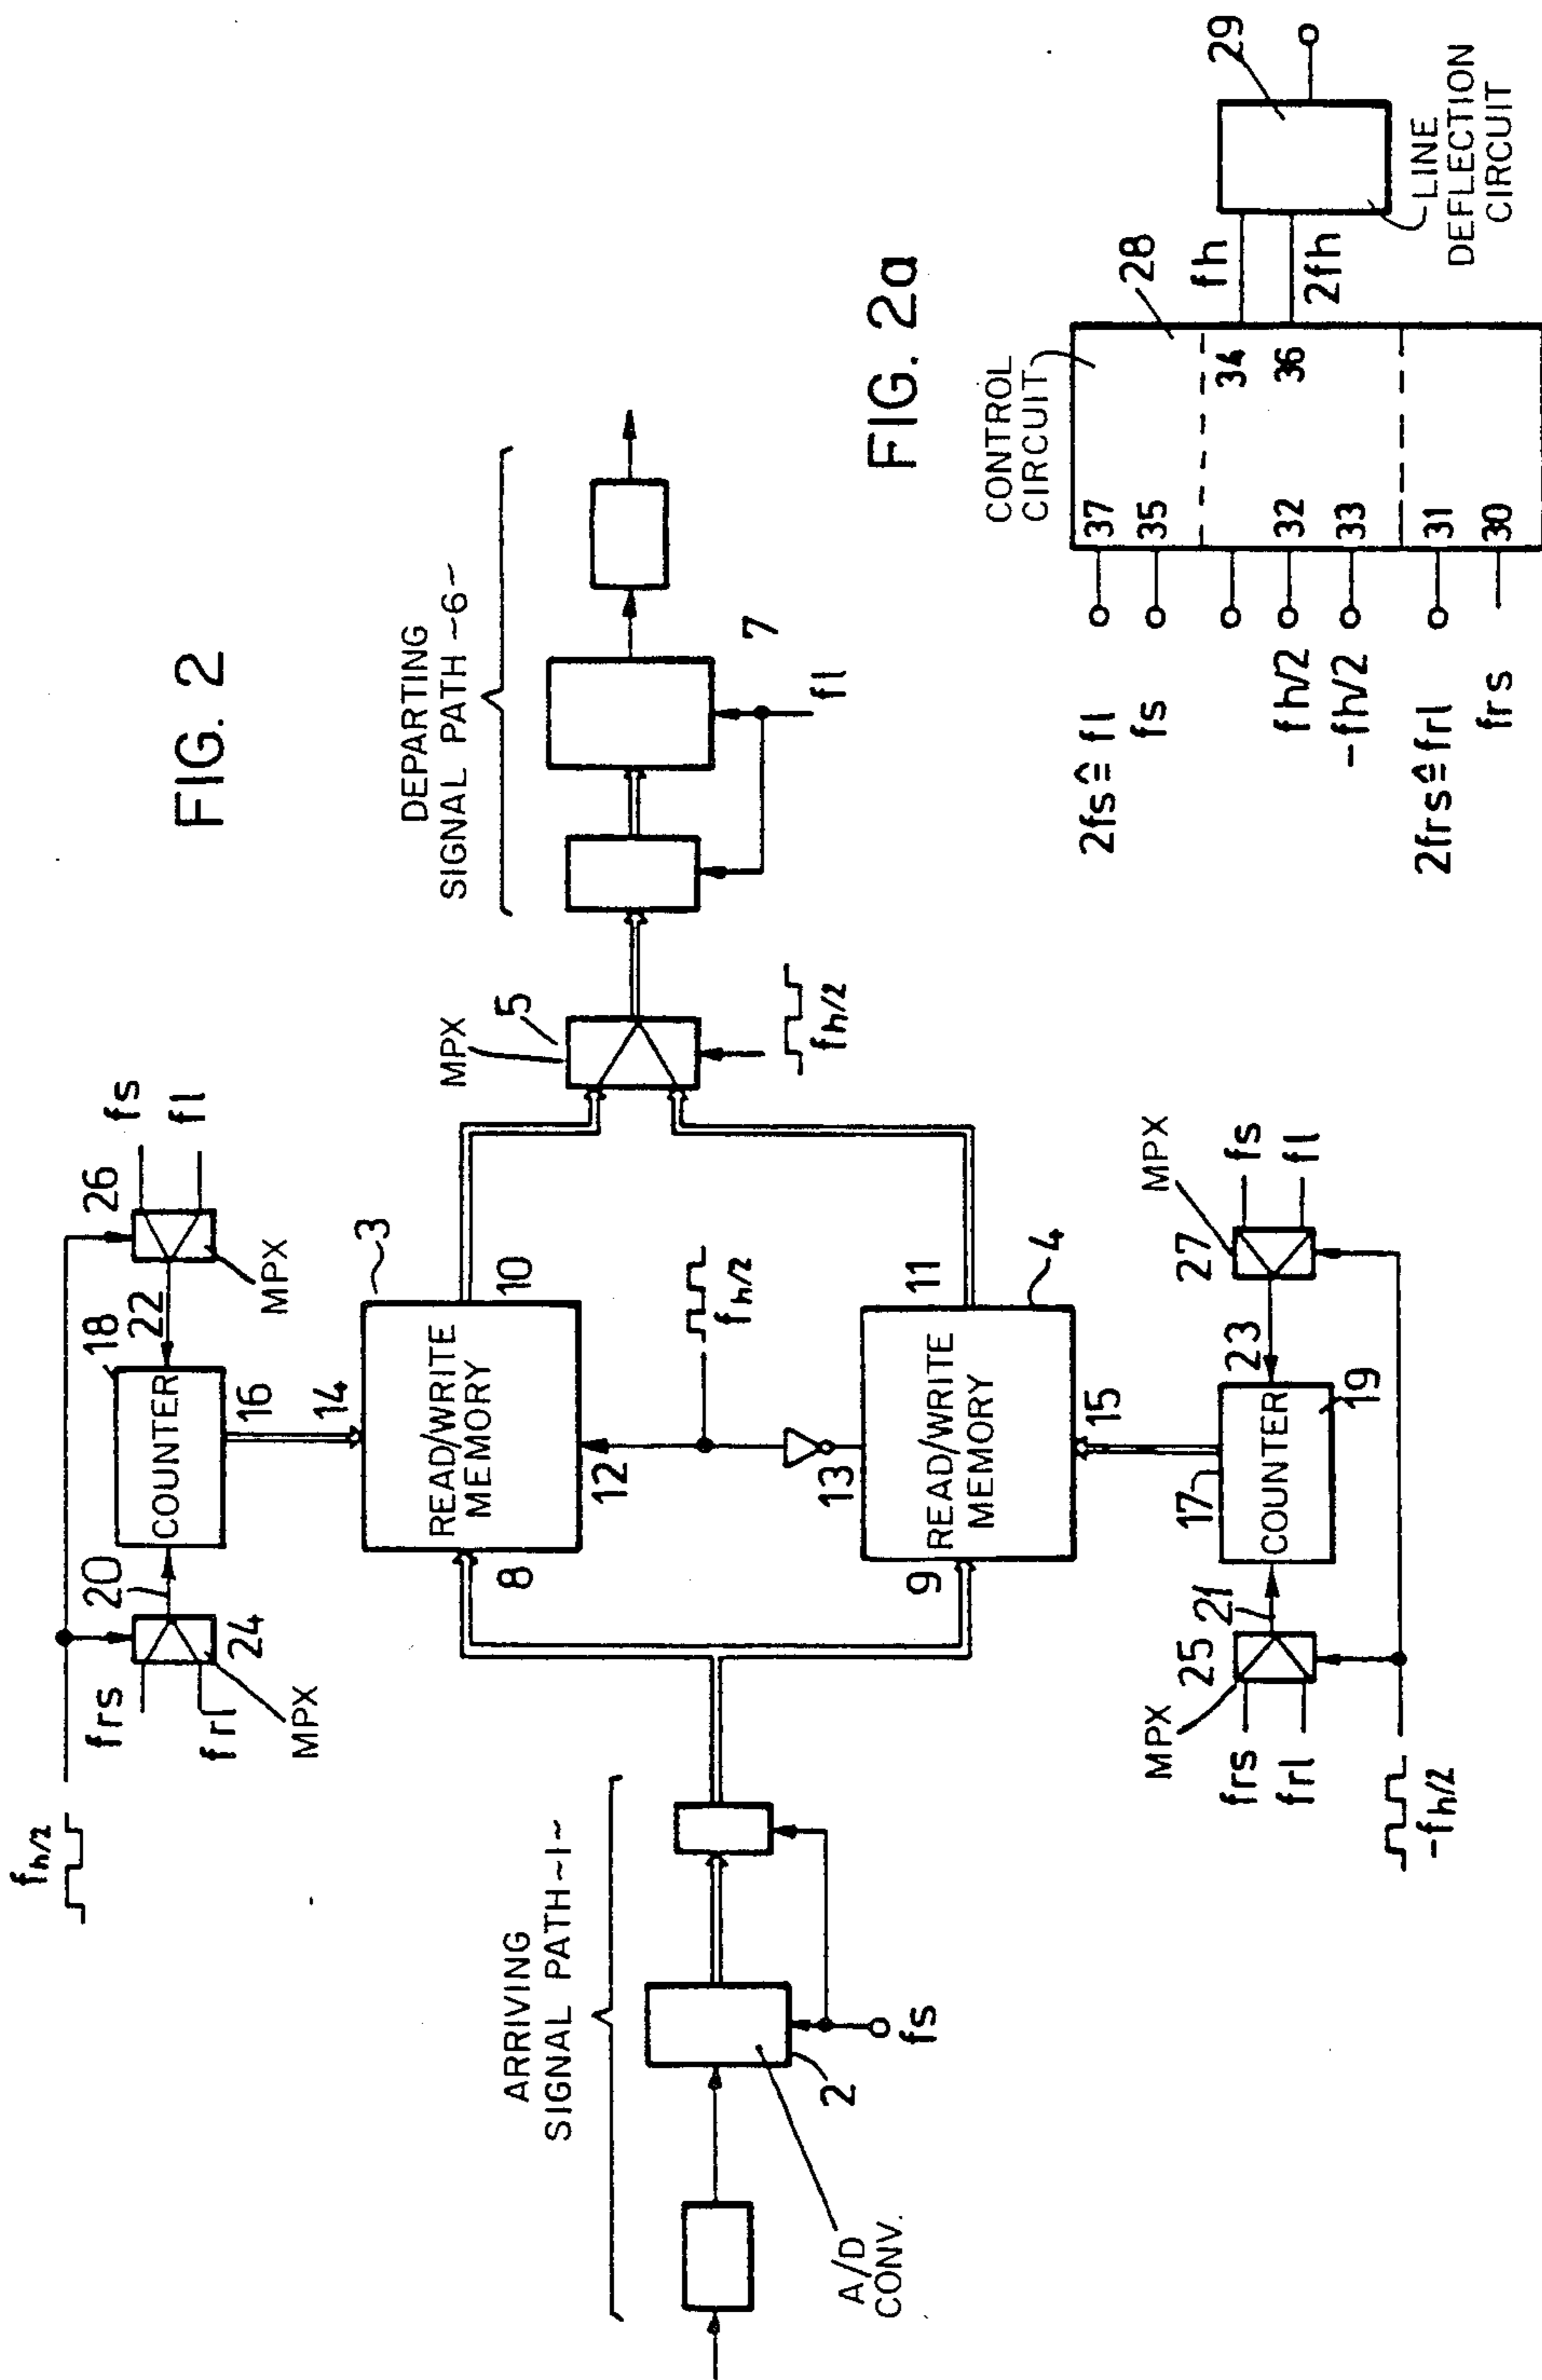 FIG. 2
fh/2
frs
frl
MPX
24
20
18
COUNTER
22
26
MPX
fs
fl
16
14
3
READ/WRITE
MEMORY
8
10
12
fh/2
13
ARRIVING
SIGNAL PATH ~1~
A/D
CONV.
2
fs
9
READ/WRITE
MEMORY
11
4
15
MPX
5
fh/2
DEPARTING
SIGNAL PATH ~6~
7
fl
-fh/2
MPX
25
frs
frl
21
17
COUNTER
19
23
27
MPX
fs
fl
FIG. 2a
CONTROL
CIRCUIT
28
2fs≙fl
37
fs
35
34
fh
fh/2
32
36
2fh
-fh/2
33
2frs≙frl
31
frs
30
29
LINE
DEFLECTION
CIRCUIT